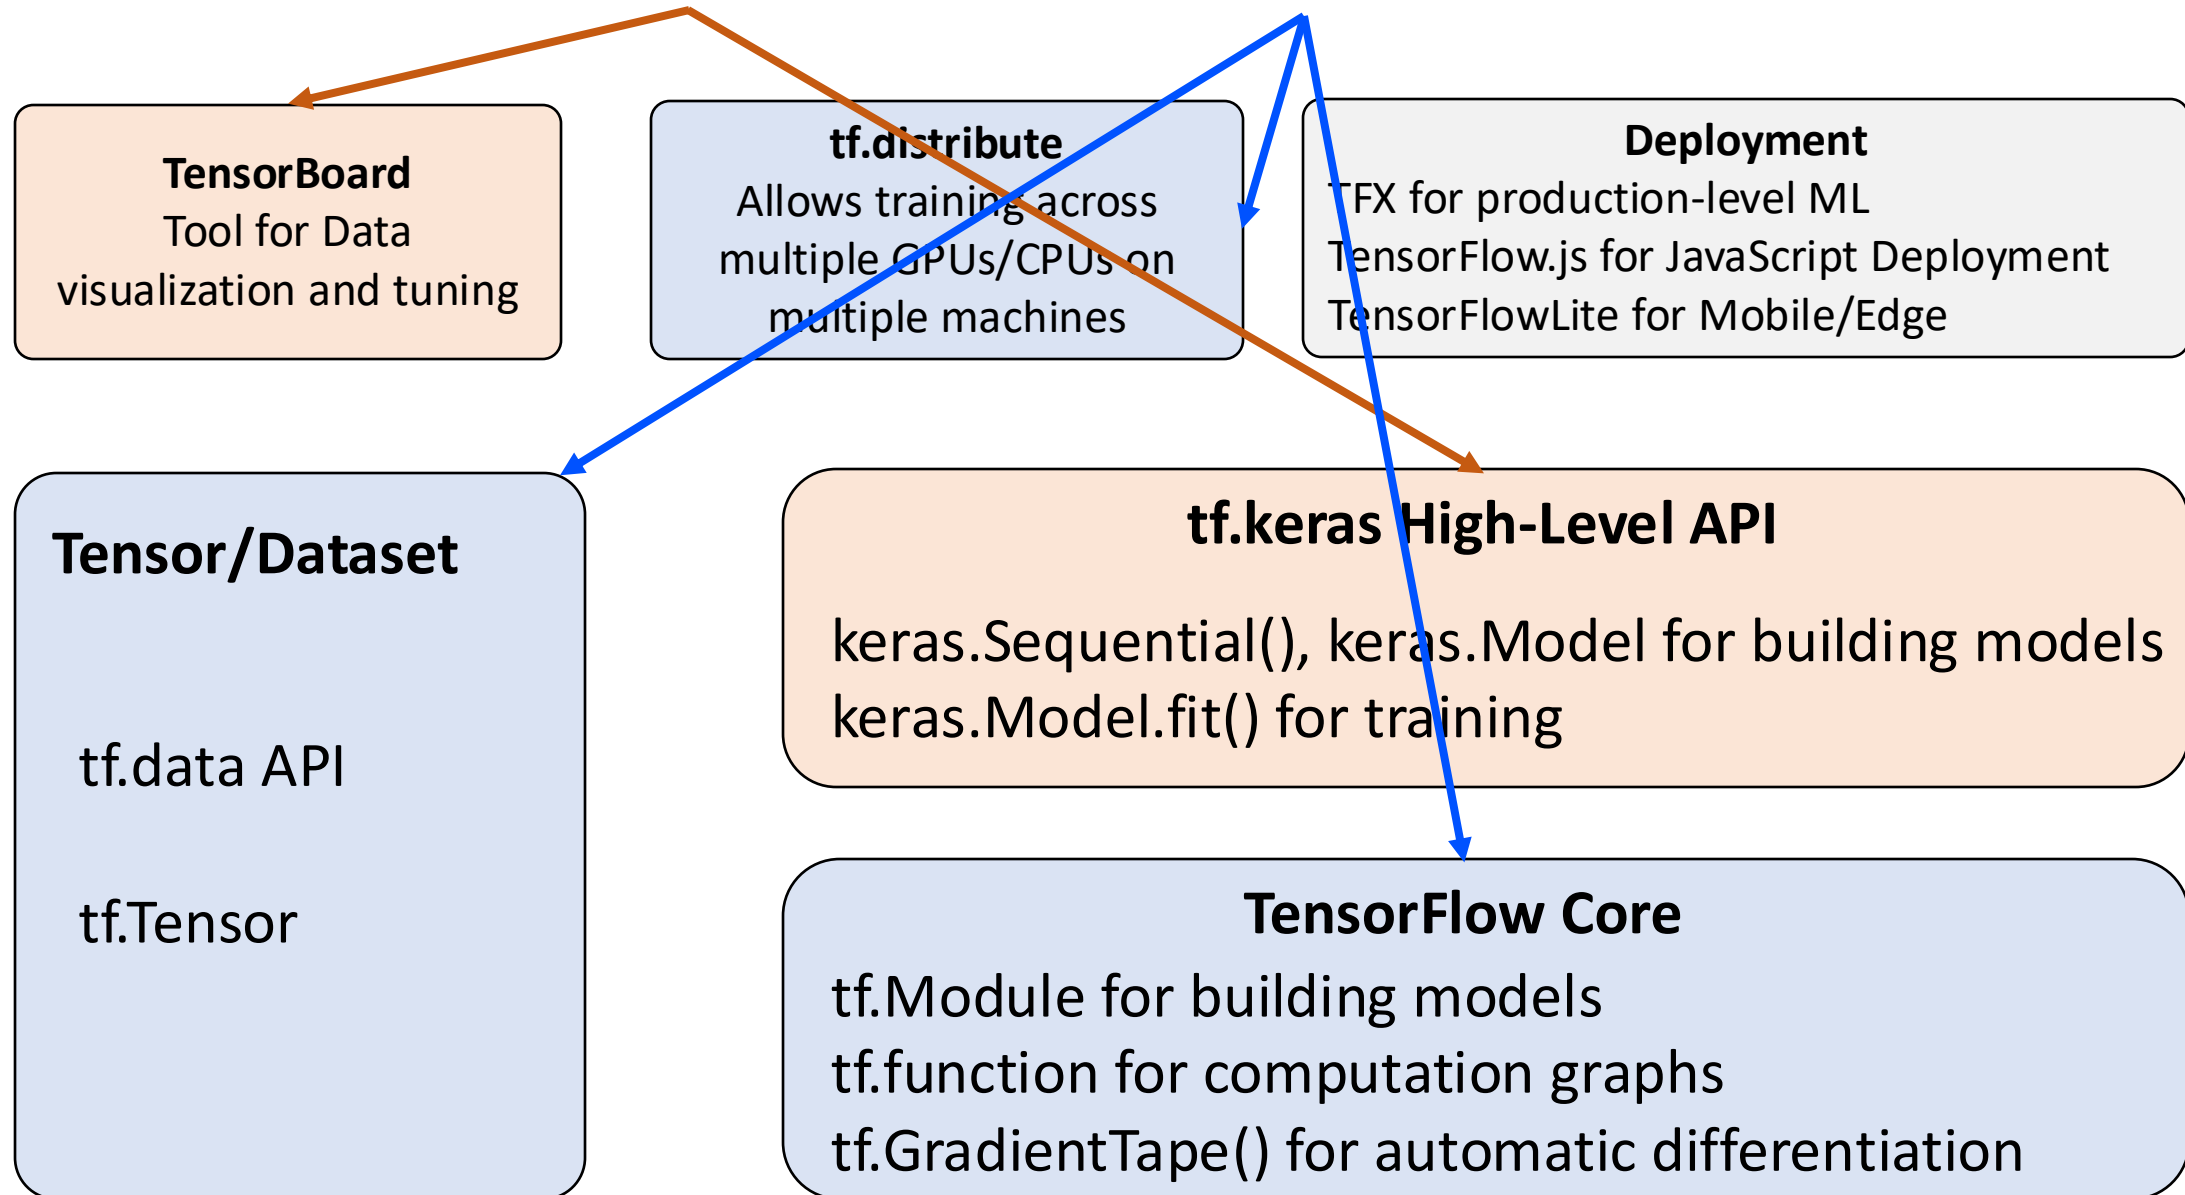 TensorBoard
Tool for Data
visualization and tuning
tf.distribute
Allows training across
multiple GPUs/CPUs on
multiple machines
Deployment
TFX for production-level ML
TensorFlow.js for JavaScript Deployment
TensorFlowLite for Mobile/Edge
Tensor/Dataset
tf.data API
tf.Tensor
tf.keras High-Level API
keras.Sequential(), keras.Model for building models
keras.Model.fit() for training
TensorFlow Core
tf.Module for building models
tf.function for computation graphs
tf.GradientTape() for automatic differentiation